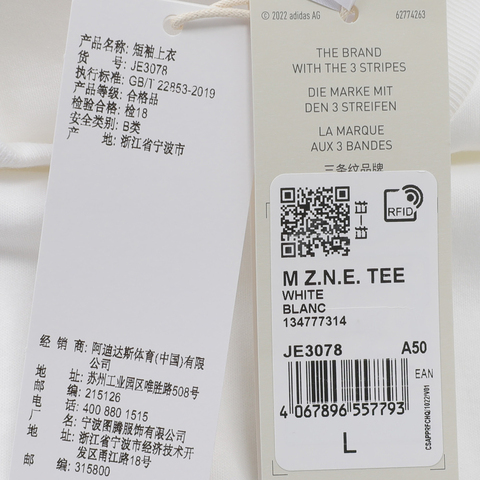 产品名称: 短袖上衣
货 号: JE3078
执行标准: GB/T 22853-2019
产品等级: 合格品
检验合格: 检18
安全类别: B类
产 地: 浙江省宁波市
经 销 商: 阿迪达斯体育(中国)有限
公司
地 址: 苏州工业园区唯胜路508号
邮 编: 215126
电 话: 400 880 1515
厂 名: 宁波图腾服饰有限公司
地 址: 浙江省宁波市经济技术开
发区甬江路18号
邮 编: 315800
© 2022 adidas AG 62774263
THE BRAND
WITH THE 3 STRIPES
DIE MARKE MIT
DEN 3 STREIFEN
LA MARQUE
AUX 3 BANDES
三条纹品牌
RFID
M Z.N.E. TEE
WHITE
BLANC
134777314
JE3078 A50
EAN
4 067896 557793
L